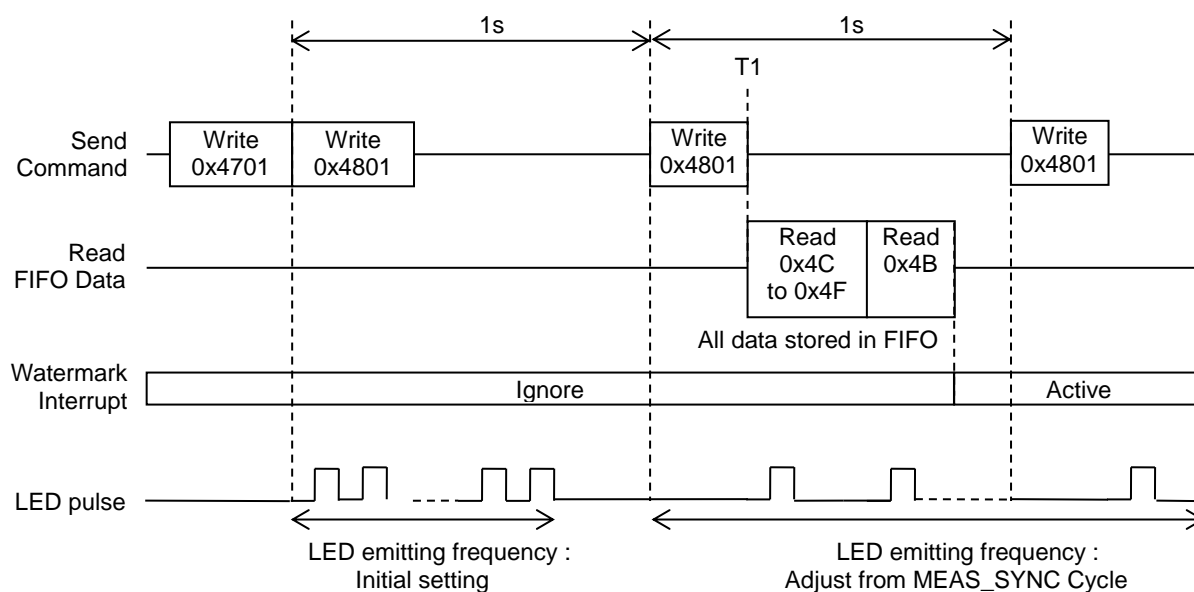 1s
1s
T1
Send
Command
Write
0x4701
Write
0x4801
Write
0x4801
Write
0x4801
Read
FIFO Data
Read
0x4C
to 0x4F
Read
0x4B
All data stored in FIFO
Watermark
Interrupt
Ignore
Active
LED pulse
LED emitting frequency :
Initial setting
LED emitting frequency :
Adjust from MEAS_SYNC Cycle